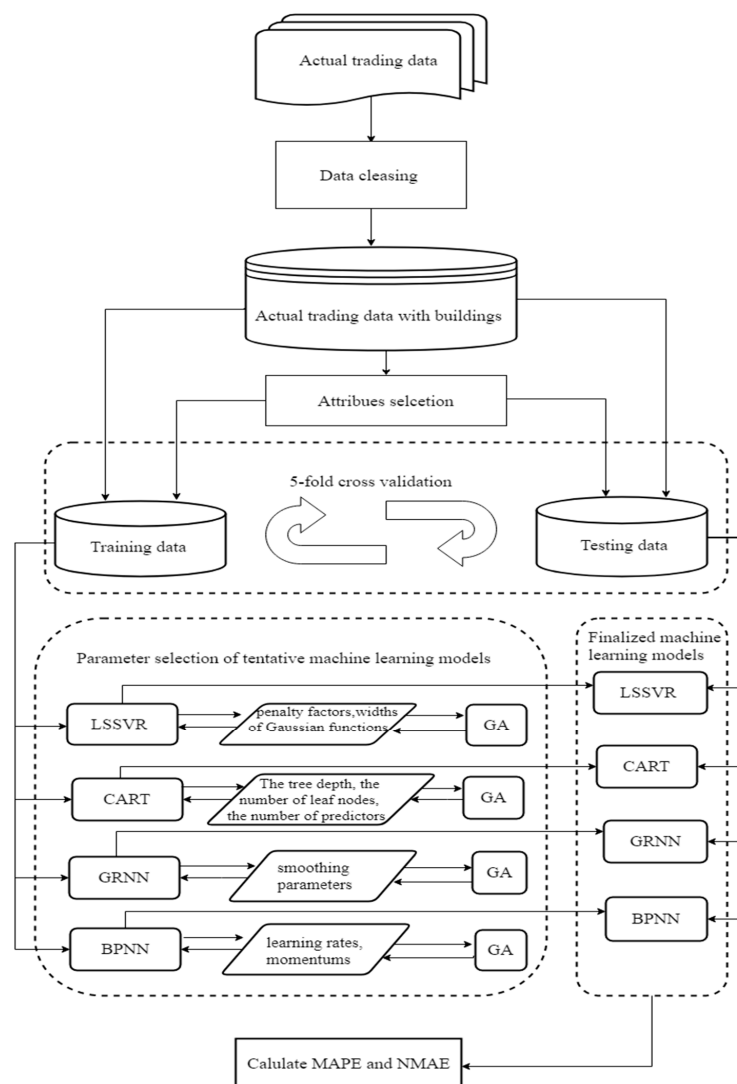 Actual trading data
Data cleasing
Actual trading data with buildings
Attribues selcetion
5-fold cross validation
Training data
Testing data
Parameter selection of tentative machine learning models
Finalized machine
learning models
LSSVR
penalty factors,widths
of Gaussian functions
GA
LSSVR
CART
The tree depth, the
number of leaf nodes,
the number of predictors
GA
CART
GRNN
smoothing
parameters
GA
GRNN
BPNN
learning rates,
momentums
GA
BPNN
Calulate MAPE and NMAE